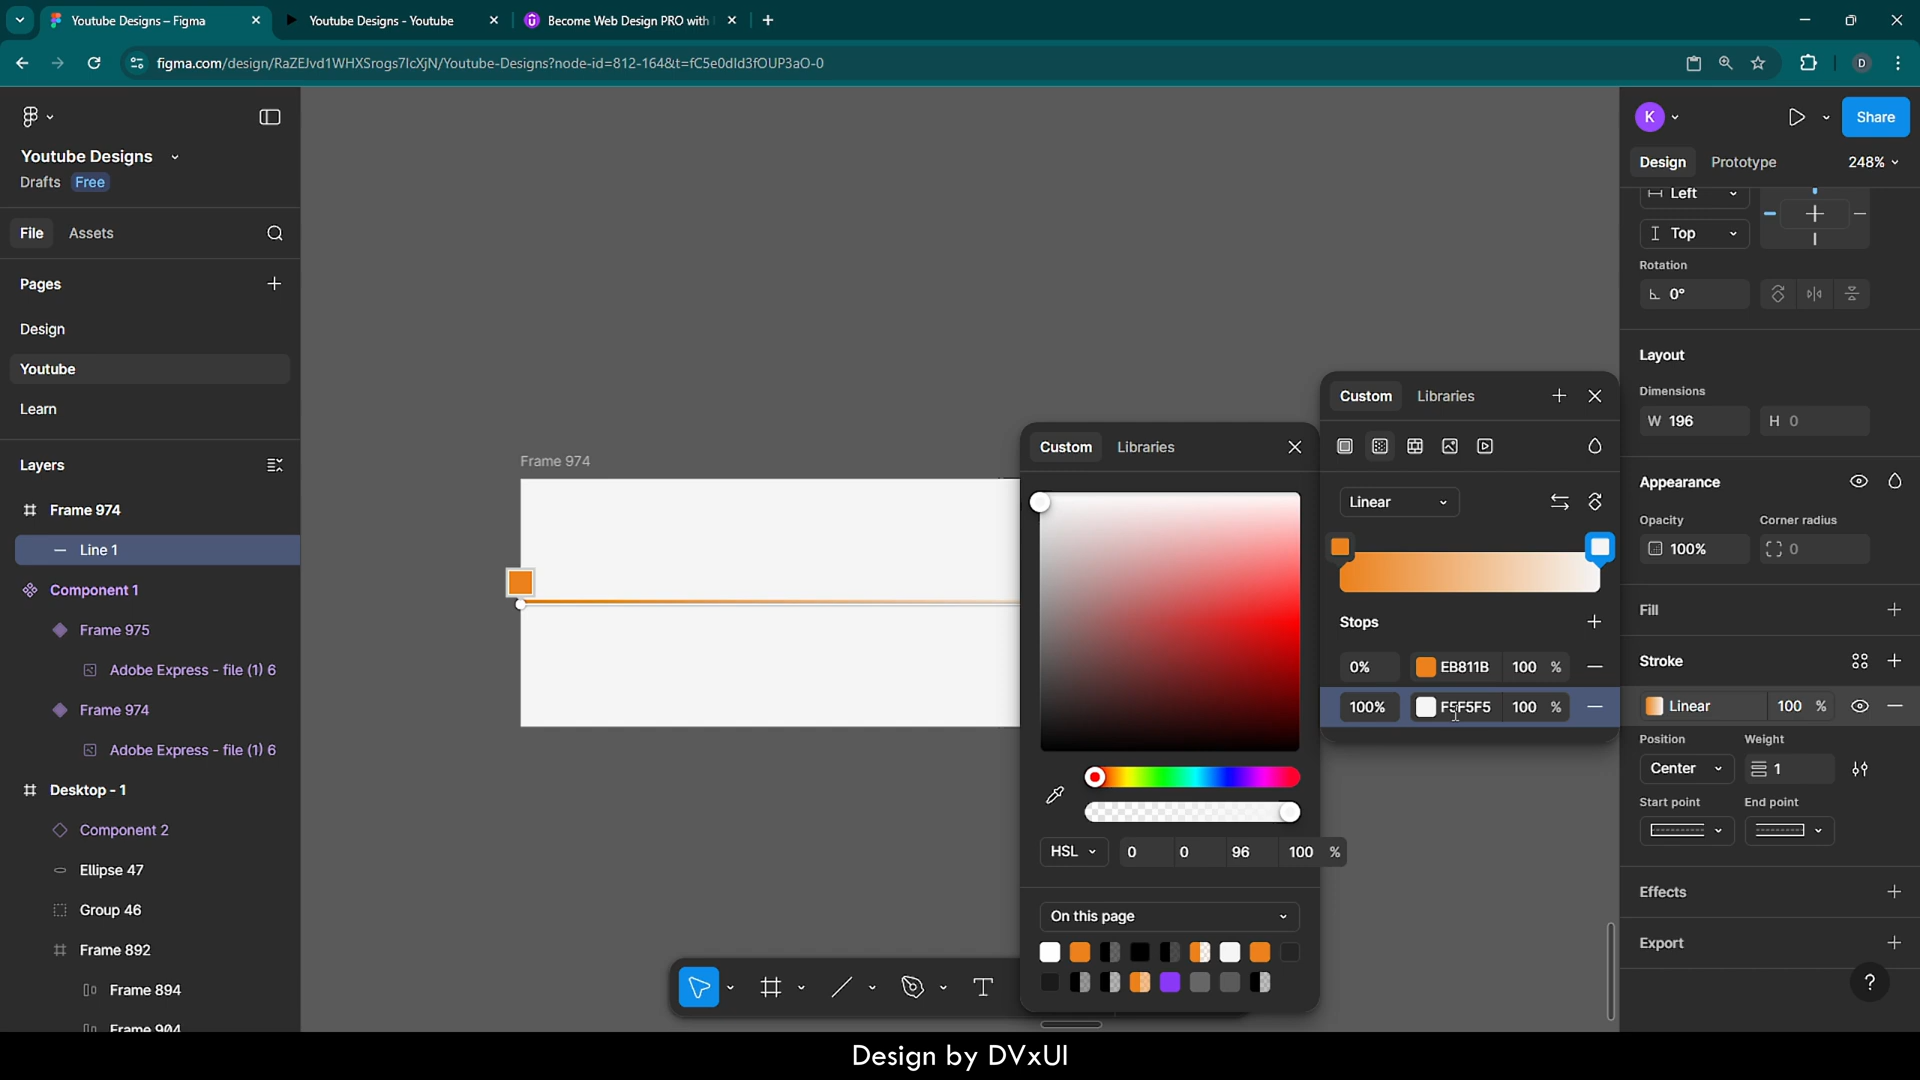 Youtube Designs – Figma
Youtube Designs - Youtube
Become Web Design PRO with
figma.com/design/RaZEJvd1WHXSrogs7lcXjN/Youtube-Designs?node-id=812-164&t=fC5e0dId3fOUP3aO-0
D
Youtube Designs
Drafts Free
File Assets
Pages
Design
Youtube
Learn
Layers
Frame 974
Line 1
Component 1
Frame 975
Adobe Express - file (1) 6
Frame 974
Adobe Express - file (1) 6
Desktop - 1
Component 2
Ellipse 47
Group 46
Frame 892
Frame 894
Frame 904
Frame 974
Custom Libraries
HSL 0 0 96 100 %
On this page
Custom Libraries
Linear
Stops
0% EB811B 100 %
100% F5F5F5 100 %
K
Share
Design Prototype 248%
Left
Top
Rotation
0°
Layout
Dimensions
W 196 H 0
Appearance
Opacity Corner radius
100% 0
Fill
Stroke
Linear 100 %
Position Weight
Center 1
Start point End point
Effects
Export
?
Design by DVxUI